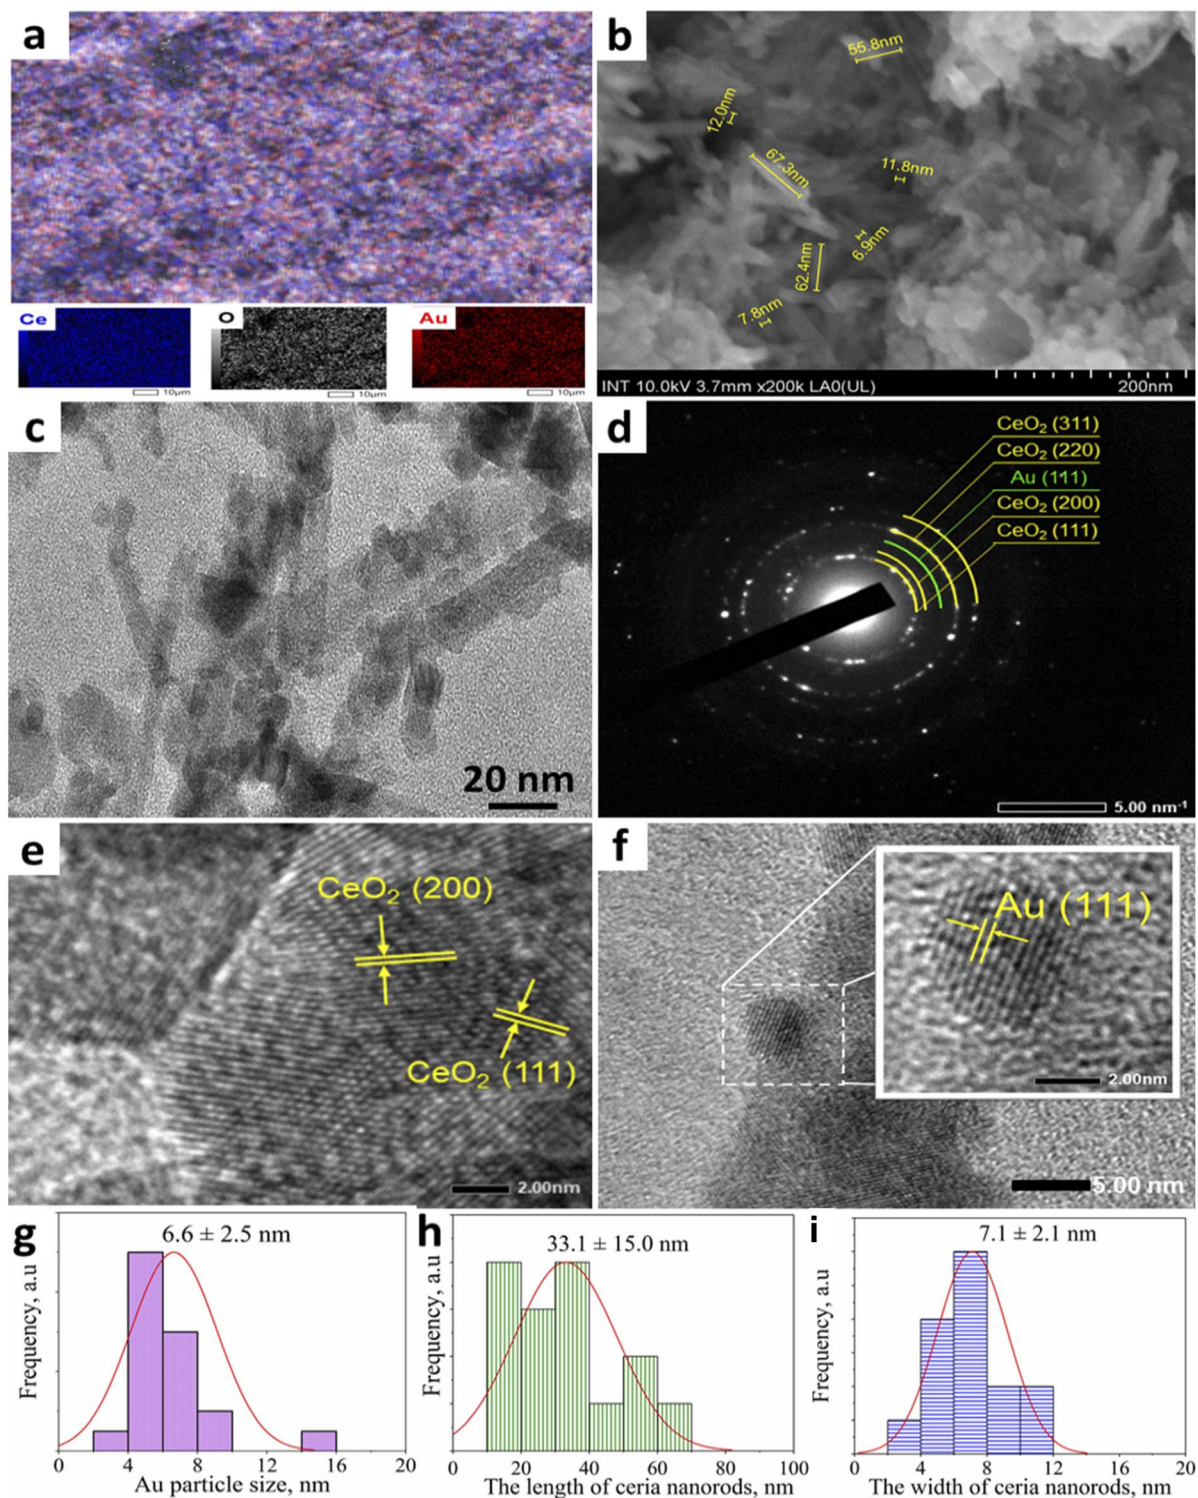 a
Ce
O
Au
10μm
10μm
10μm
b
55.8nm
12.0nm
67.3nm
11.8nm
6.9nm
62.4nm
7.8nm
INT 10.0kV 3.7mm x200k LA0(UL)
200nm
c
20 nm
d
CeO₂ (311)
CeO₂ (220)
Au (111)
CeO₂ (200)
CeO₂ (111)
5.00 nm⁻¹
e
CeO₂ (200)
CeO₂ (111)
2.00nm
f
Au (111)
2.00nm
5.00 nm
g
6.6 ± 2.5 nm
Frequency, a.u
0 4 8 12 16 20
Au particle size, nm
h
33.1 ± 15.0 nm
Frequency, a.u
0 20 40 60 80 100
The length of ceria nanorods, nm
i
7.1 ± 2.1 nm
Frequency, a.u
0 4 8 12 16 20
The width of ceria nanorods, nm